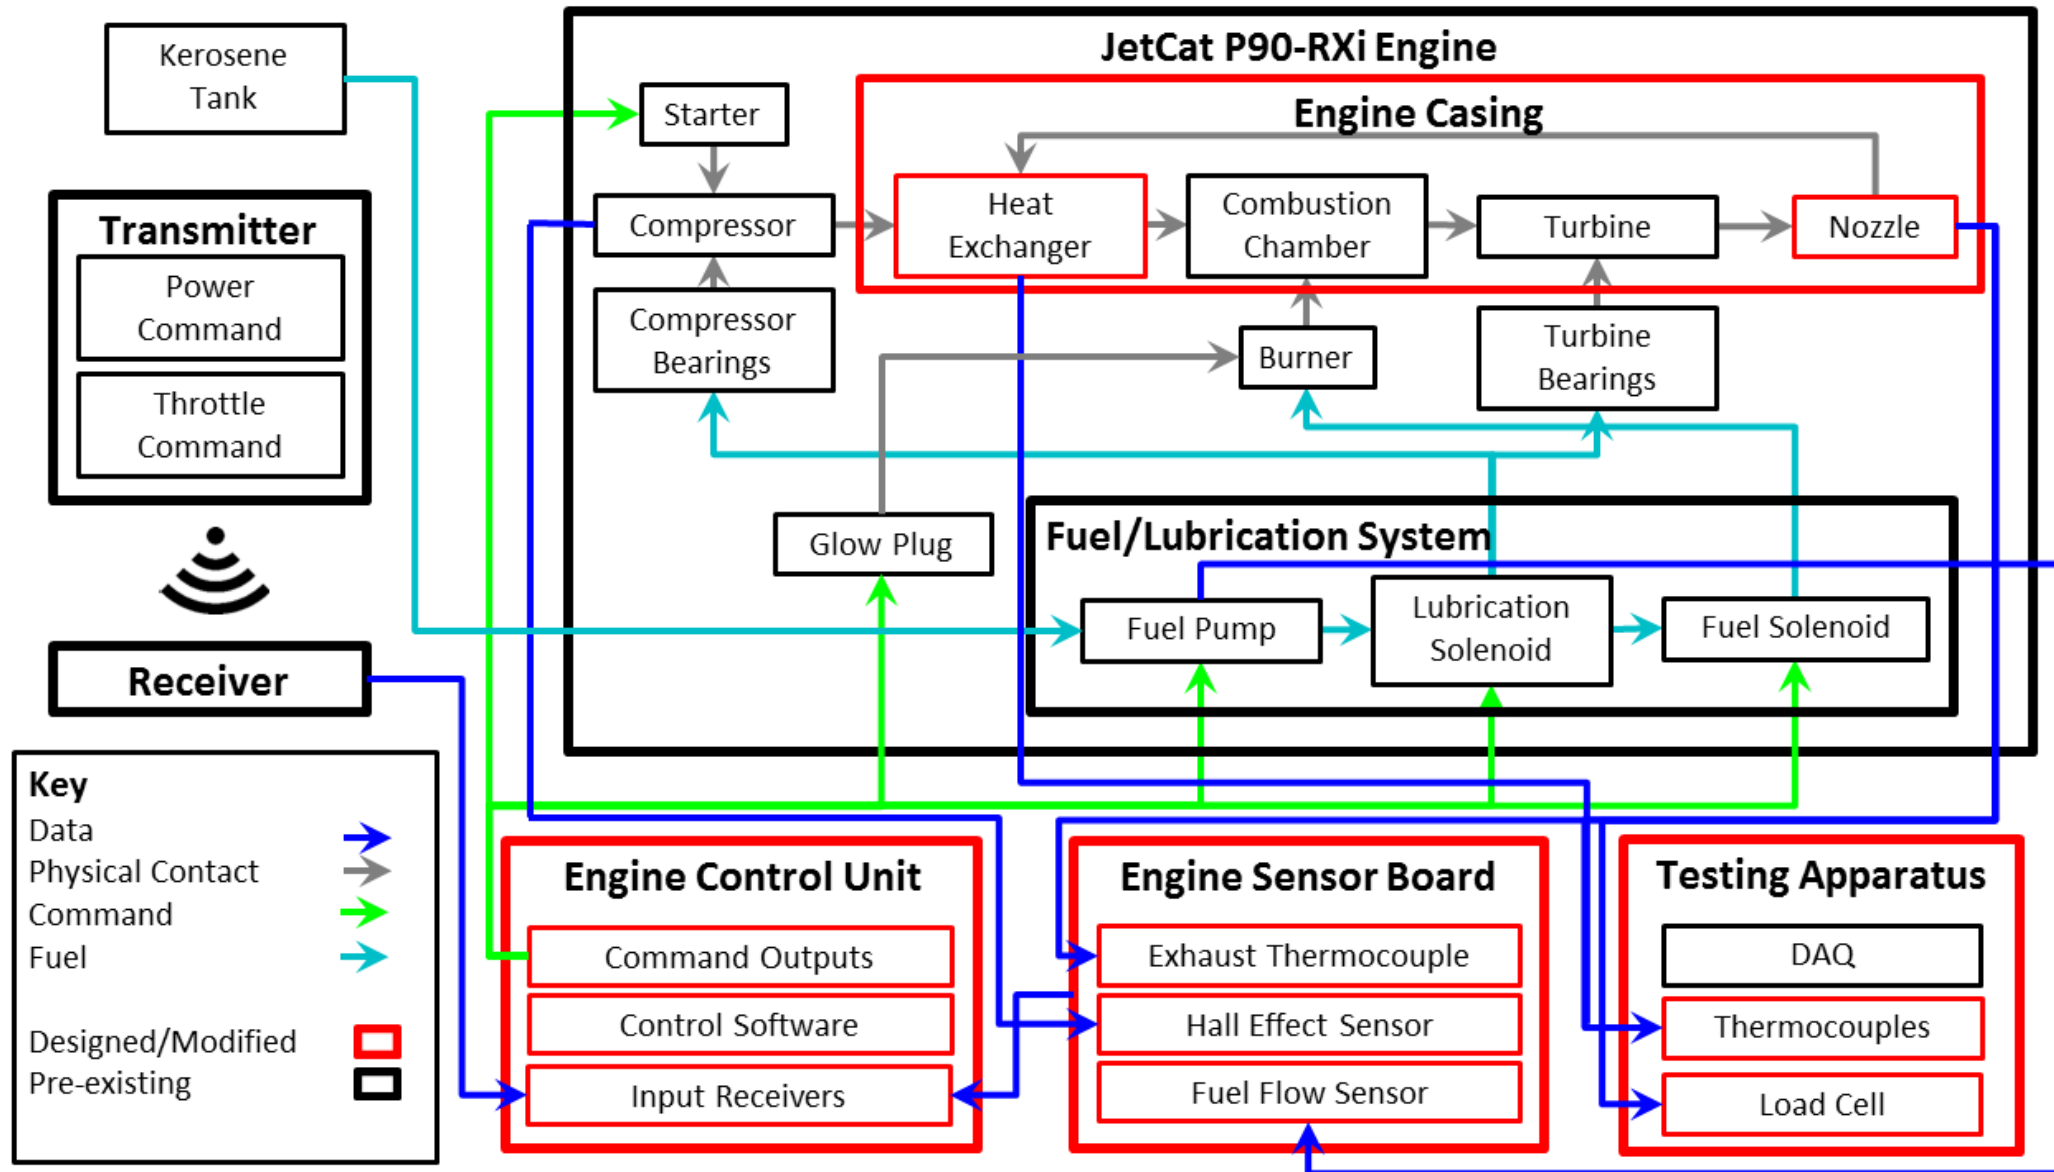 Kerosene
Tank
Transmitter
Power
Command
Throttle
Command
Receiver
Key
Data
Physical Contact
Command
Fuel
Designed/Modified
Pre-existing
JetCat P90-RXi Engine
Starter
Compressor
Compressor
Bearings
Engine Casing
Heat
Exchanger
Combustion
Chamber
Turbine
Nozzle
Burner
Turbine
Bearings
Glow Plug
Fuel/Lubrication System
Fuel Pump
Lubrication
Solenoid
Fuel Solenoid
Engine Control Unit
Command Outputs
Control Software
Input Receivers
Engine Sensor Board
Exhaust Thermocouple
Hall Effect Sensor
Fuel Flow Sensor
Testing Apparatus
DAQ
Thermocouples
Load Cell